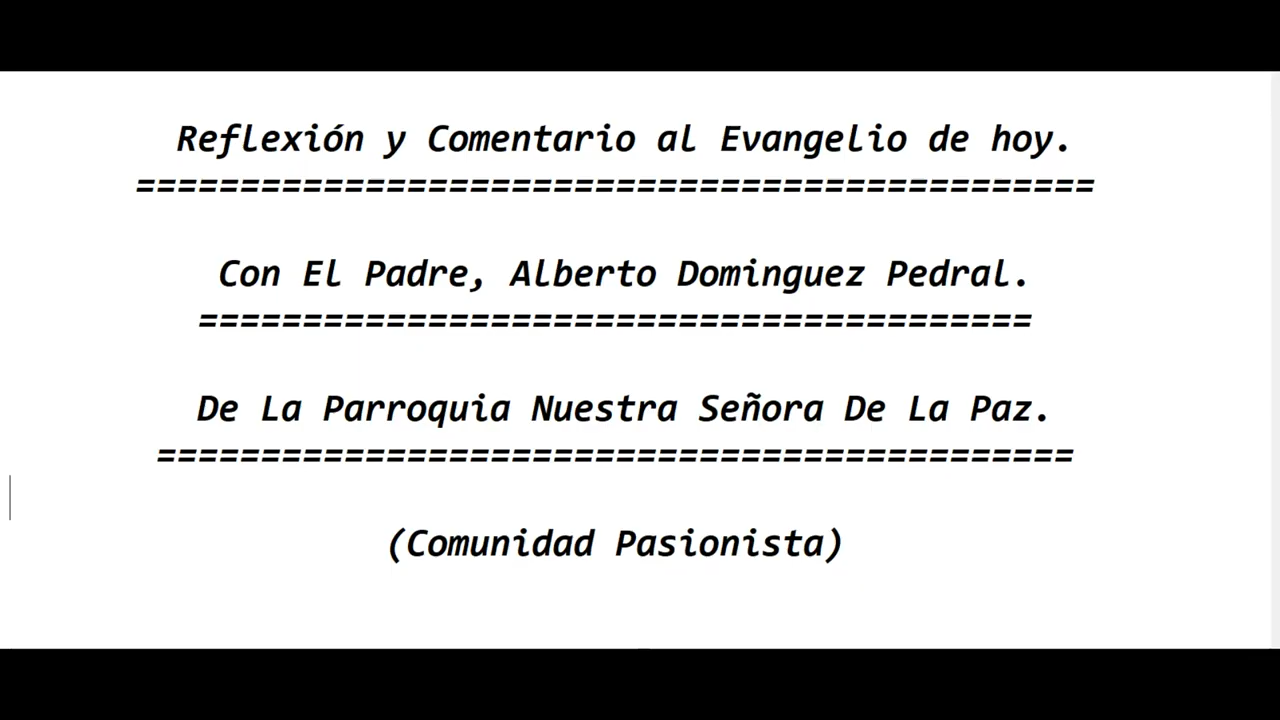 Reflexión y Comentario al Evangelio de hoy.
==============================================
Con El Padre, Alberto Dominguez Pedral.
========================================
De La Parroquia Nuestra Señora De La Paz.
============================================
(Comunidad Pasionista)